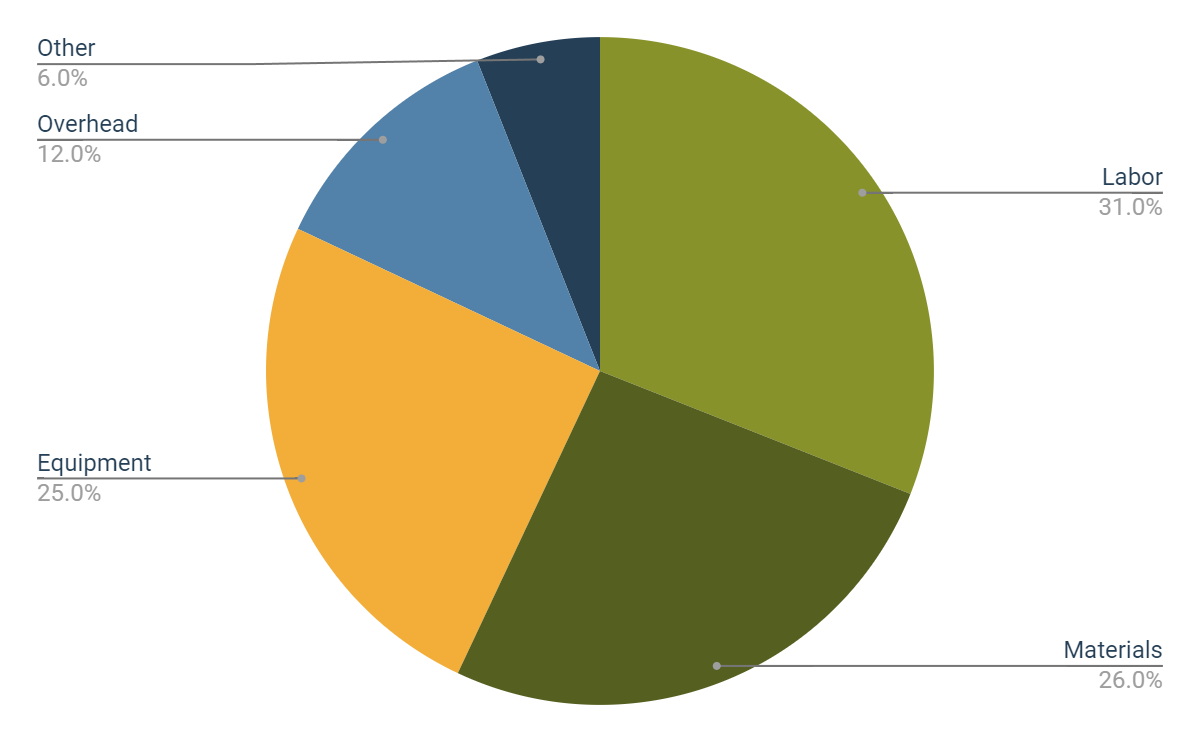 Other
6.0%
Overhead
12.0%
Labor
31.0%
Equipment
25.0%
Materials
26.0%